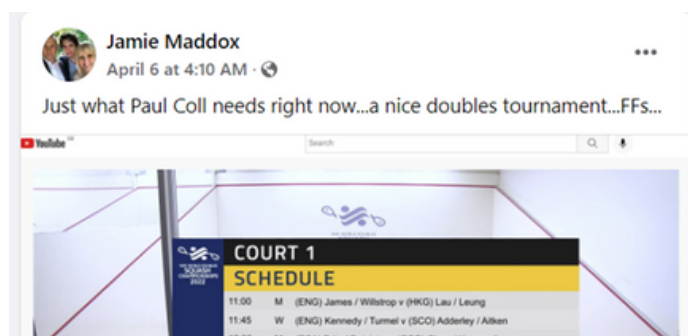 Jamie Maddox
April 6 at 4:10 AM
Just what Paul Coll needs right now...a nice doubles tournament...FFs...
YouTube
Search
SQUASH
2022
COURT 1
SCHEDULE
11:00 M (ENG) James / Willstrop v (HKG) Lau / Leung
11:45 W (ENG) Kennedy / Turmel v (SCO) Adderley / Aitken